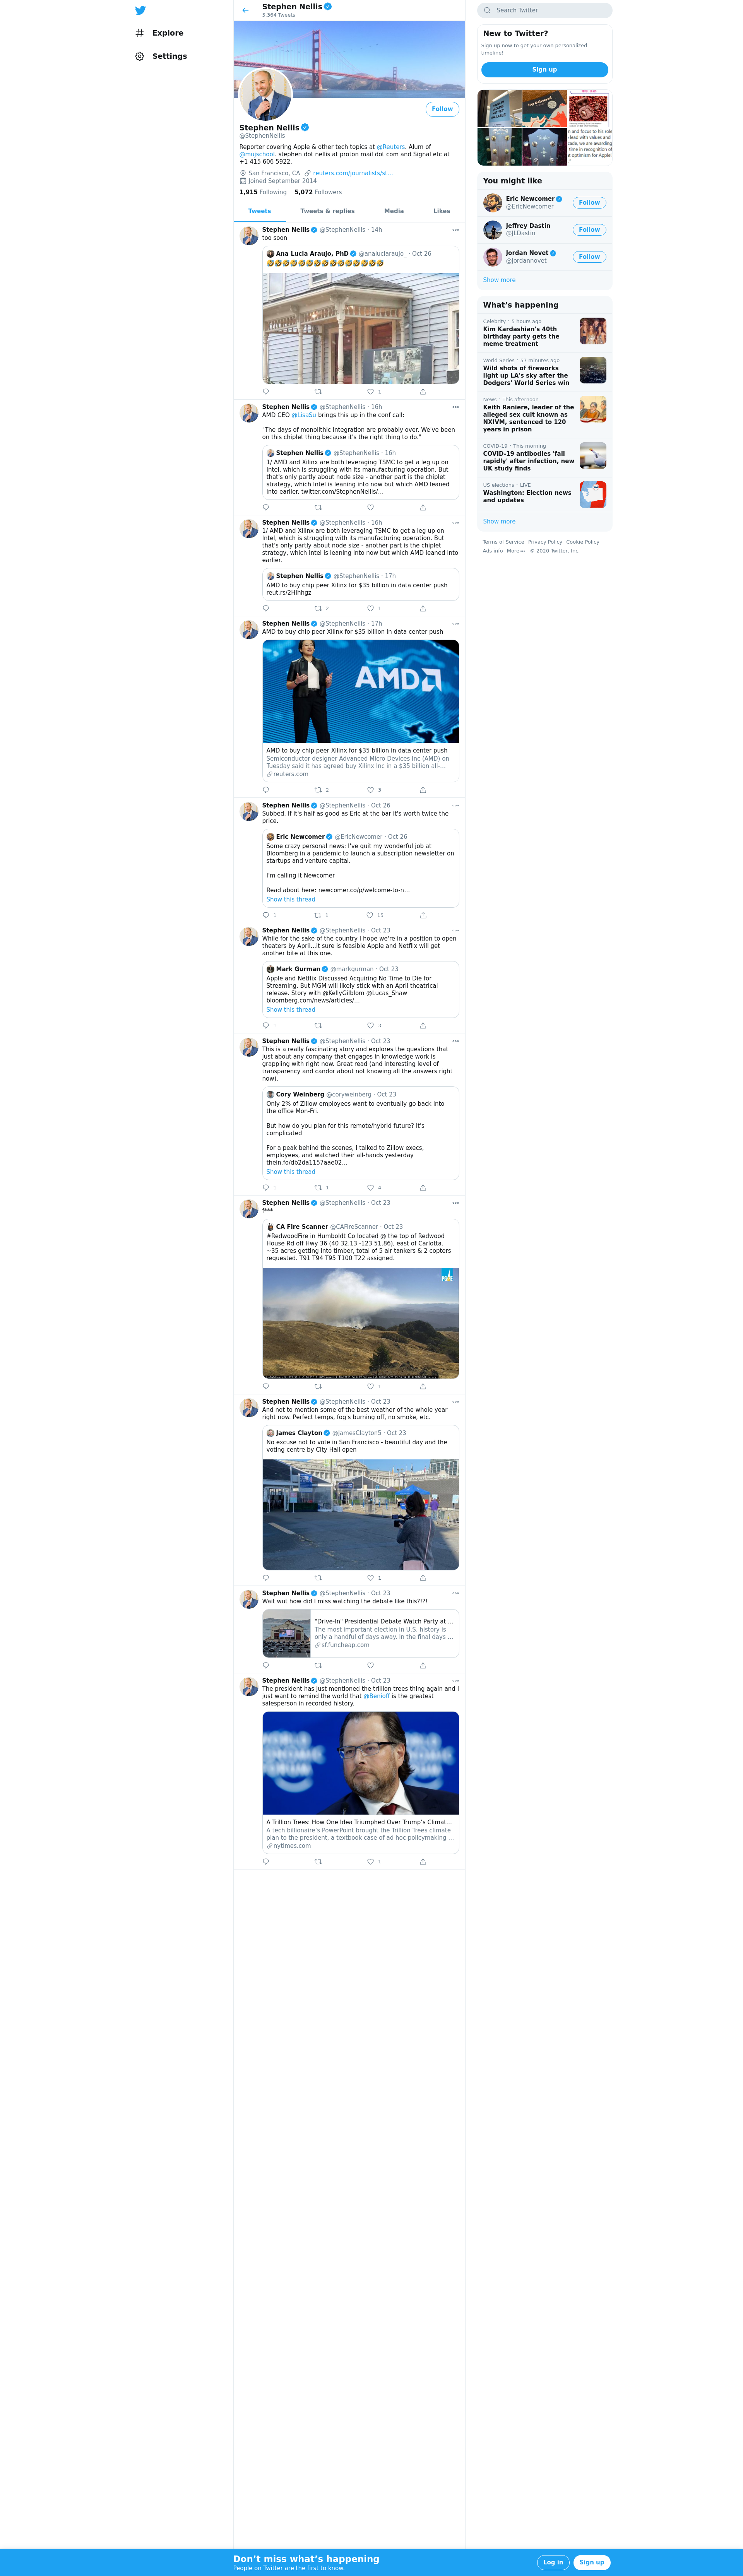 Explore
Settings
Stephen Nellis
5,364 Tweets
Follow
Stephen Nellis
@StephenNellis
Reporter covering Apple & other tech topics at @Reuters. Alum of
@mujschool. stephen dot nellis at proton mail dot com and Signal etc at
+1 415 606 5922.
San Francisco, CA reuters.com/journalists/st…
Joined September 2014
1,915 Following 5,072 Followers
Tweets Tweets & replies Media Likes
Stephen Nellis @StephenNellis · 14h
too soon
Ana Lucia Araujo, PhD @analuciaraujo_ · Oct 26
🤣🤣🤣🤣🤣🤣🤣🤣🤣🤣🤣🤣🤣🤣🤣
1
Stephen Nellis @StephenNellis · 16h
AMD CEO @LisaSu brings this up in the conf call:
"The days of monolithic integration are probably over. We've been
on this chiplet thing because it's the right thing to do."
Stephen Nellis @StephenNellis · 16h
1/ AMD and Xilinx are both leveraging TSMC to get a leg up on
Intel, which is struggling with its manufacturing operation. But
that's only partly about node size - another part is the chiplet
strategy, which Intel is leaning into now but which AMD leaned
into earlier. twitter.com/StephenNellis/…
Stephen Nellis @StephenNellis · 16h
1/ AMD and Xilinx are both leveraging TSMC to get a leg up on
Intel, which is struggling with its manufacturing operation. But
that's only partly about node size - another part is the chiplet
strategy, which Intel is leaning into now but which AMD leaned into
earlier.
Stephen Nellis @StephenNellis · 17h
AMD to buy chip peer Xilinx for $35 billion in data center push
reut.rs/2HIhhgz
2 1
Stephen Nellis @StephenNellis · 17h
AMD to buy chip peer Xilinx for $35 billion in data center push
AMD
AMD to buy chip peer Xilinx for $35 billion in data center push
Semiconductor designer Advanced Micro Devices Inc (AMD) on
Tuesday said it has agreed buy Xilinx Inc in a $35 billion all-…
reuters.com
2 3
Stephen Nellis @StephenNellis · Oct 26
Subbed. If it's half as good as Eric at the bar it's worth twice the
price.
Eric Newcomer @EricNewcomer · Oct 26
Some crazy personal news: I've quit my wonderful job at
Bloomberg in a pandemic to launch a subscription newsletter on
startups and venture capital.
I'm calling it Newcomer
Read about here: newcomer.co/p/welcome-to-n…
Show this thread
1 1 15
Stephen Nellis @StephenNellis · Oct 23
While for the sake of the country I hope we're in a position to open
theaters by April...it sure is feasible Apple and Netflix will get
another bite at this one.
Mark Gurman @markgurman · Oct 23
Apple and Netflix Discussed Acquiring No Time to Die for
Streaming. But MGM will likely stick with an April theatrical
release. Story with @KellyGilblom @Lucas_Shaw
bloomberg.com/news/articles/…
Show this thread
1 3
Stephen Nellis @StephenNellis · Oct 23
This is a really fascinating story and explores the questions that
just about any company that engages in knowledge work is
grappling with right now. Great read (and interesting level of
transparency and candor about not knowing all the answers right
now).
Cory Weinberg @coryweinberg · Oct 23
Only 2% of Zillow employees want to eventually go back into
the office Mon-Fri.
But how do you plan for this remote/hybrid future? It's
complicated
For a peak behind the scenes, I talked to Zillow execs,
employees, and watched their all-hands yesterday
thein.fo/db2da1157aae02…
Show this thread
1 1 4
Stephen Nellis @StephenNellis · Oct 23
f***
CA Fire Scanner @CAFireScanner · Oct 23
#RedwoodFire in Humboldt Co located @ the top of Redwood
House Rd off Hwy 36 (40 32.13 -123 51.86), east of Carlotta.
~35 acres getting into timber, total of 5 air tankers & 2 copters
requested. T91 T94 T95 T100 T22 assigned.
PG&E
1
Stephen Nellis @StephenNellis · Oct 23
And not to mention some of the best weather of the whole year
right now. Perfect temps, fog's burning off, no smoke, etc.
James Clayton @JamesClayton5 · Oct 23
No excuse not to vote in San Francisco - beautiful day and the
voting centre by City Hall open
1
Stephen Nellis @StephenNellis · Oct 23
Wait wut how did I miss watching the debate like this?!?!
"Drive-In" Presidential Debate Watch Party at …
The most important election in U.S. history is
only a handful of days away. In the final days …
sf.funcheap.com
Stephen Nellis @StephenNellis · Oct 23
The president has just mentioned the trillion trees thing again and I
just want to remind the world that @Benioff is the greatest
salesperson in recorded history.
A Trillion Trees: How One Idea Triumphed Over Trump's Climat…
A tech billionaire's PowerPoint brought the Trillion Trees climate
plan to the president, a textbook case of ad hoc policymaking …
nytimes.com
1
Search Twitter
New to Twitter?
Sign up now to get your own personalized
timeline!
Sign up
You might like
Eric Newcomer
@EricNewcomer
Follow
Jeffrey Dastin
@JLDastin
Follow
Jordan Novet
@jordannovet
Follow
Show more
What's happening
Celebrity · 5 hours ago
Kim Kardashian's 40th
birthday party gets the
meme treatment
World Series · 57 minutes ago
Wild shots of fireworks
light up LA's sky after the
Dodgers' World Series win
News · This afternoon
Keith Raniere, leader of the
alleged sex cult known as
NXIVM, sentenced to 120
years in prison
COVID-19 · This morning
COVID-19 antibodies 'fall
rapidly' after infection, new
UK study finds
US elections · LIVE
Washington: Election news
and updates
Show more
Terms of Service Privacy Policy Cookie Policy
Ads info More © 2020 Twitter, Inc.
Don't miss what's happening
People on Twitter are the first to know.
Log in
Sign up